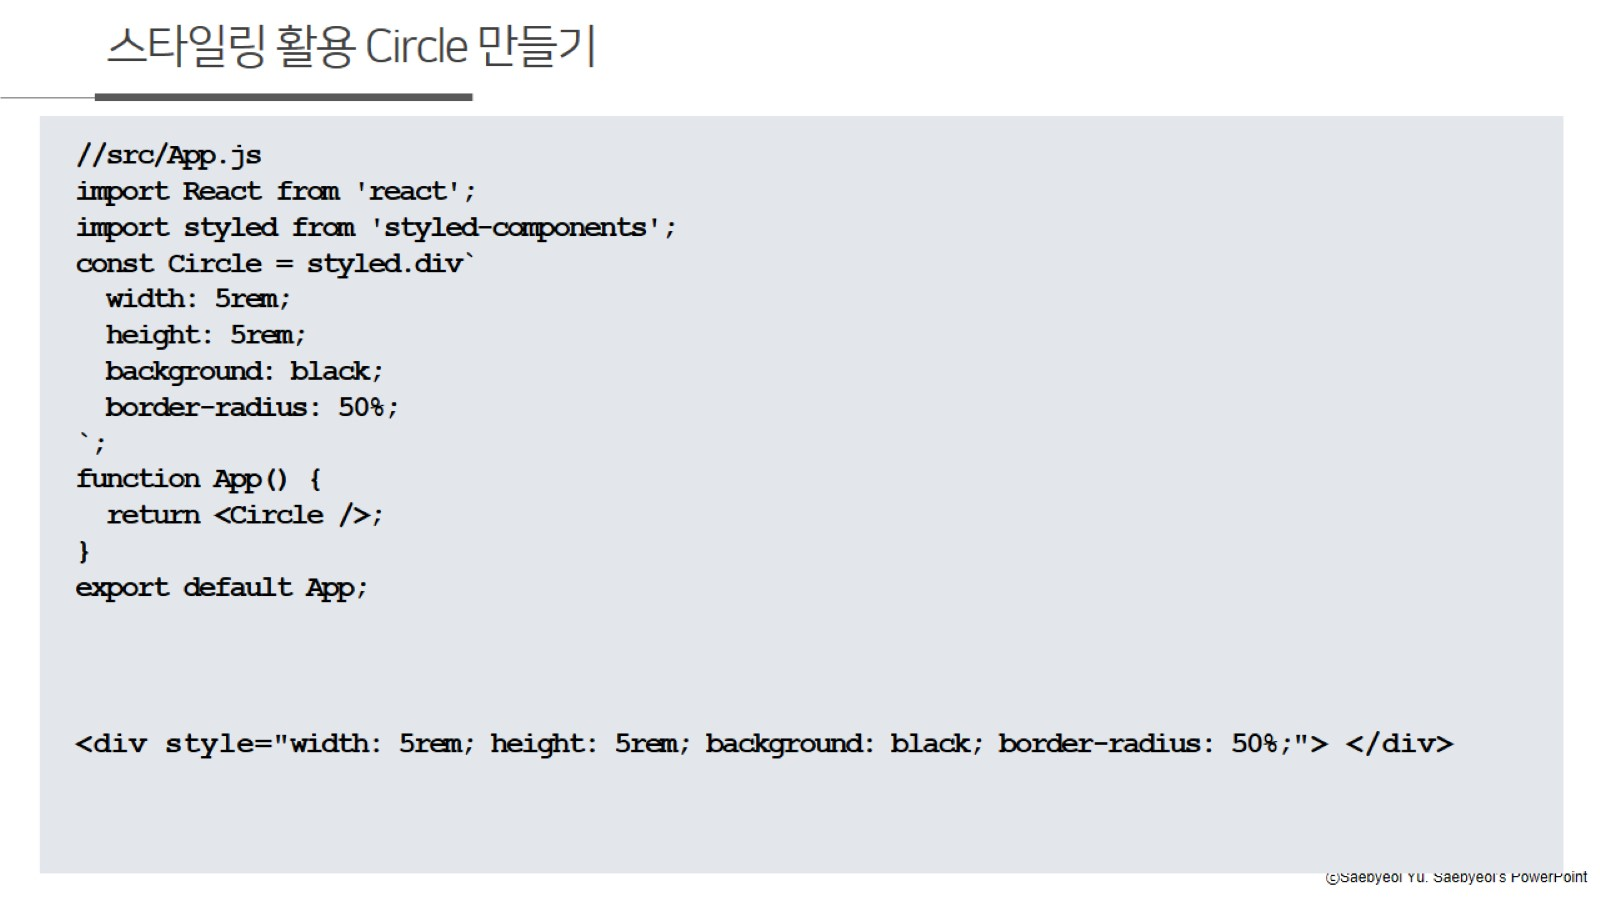 스타일링 활용 Circle 만들기
//src/App.js
import React from 'react';
import styled from 'styled-components';
const Circle = styled.div`
  width: 5rem;
  height: 5rem;
  background: black;
  border-radius: 50%;
`;
function App() {
  return <Circle />;
}
export default App;
<div style="width: 5rem; height: 5rem; background: black; border-radius: 50%;"> </div>
ⓒSaebyeol Yu. Saebyeol's PowerPoint